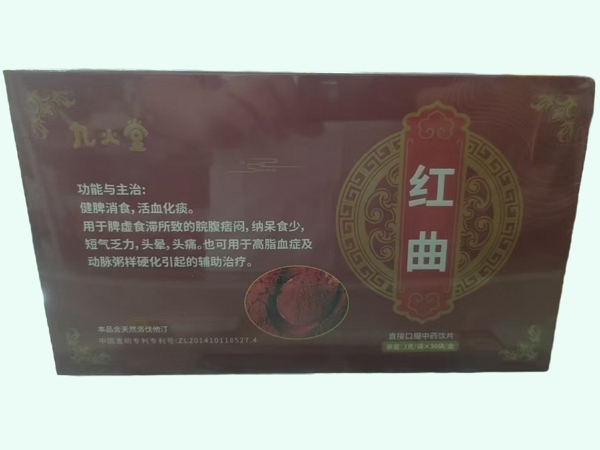 九火堂
功能与主治:
健脾消食,活血化痰。
用于脾虚食滞所致的脘腹痞闷,纳呆食少,
短气乏力,头晕,头痛。也可用于高脂血症及
动脉粥样硬化引起的辅助治疗。
本品含天然洛伐他汀
中国发明专利专利号:ZL201410118527.4
红曲
直接口服中药饮片